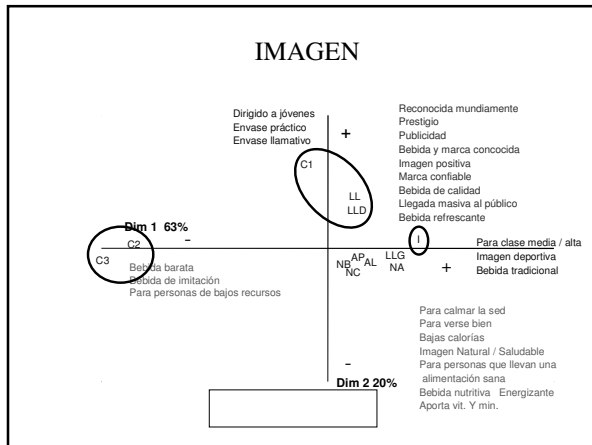 IMAGEN
Dirigido a jóvenes
Envase práctico
Envase llamativo
+
Reconocida mundiamente
Prestigio
Publicidad
Bebida y marca concocida
Imagen positiva
Marca confiable
Bebida de calidad
Llegada masiva al público
Bebida refrescante
C1
LL
LLD
Dim 1 63%
–
C2
C3
I
Para clase media / alta
Imagen deportiva
Bebida tradicional
Bebida barata
Debida de imitación
Para personas de bajos recursos
NB
AP
AL
NC
LLG
NA
+
Para calmar la sed
Para verse bien
Bajas calorías
Imagen Natural / Saludable
Para personas que llevan una
alimentación sana
Bebida nutritiva Energizante
Aporta vit. Y min.
–
Dim 2 20%